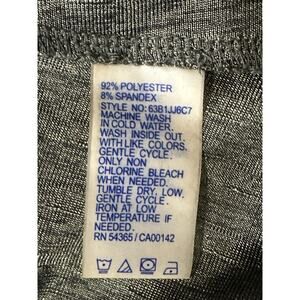 92% POLYESTER
8% SPANDEX
STYLE NO: 63B1JJ6C7
MACHINE WASH
IN COLD WATER.
WASH INSIDE OUT.
WITH LIKE COLORS.
GENTLE CYCLE.
ONLY NON
CHLORINE BLEACH
WHEN NEEDED.
TUMBLE DRY, LOW.
GENTLE CYCLE.
IRON AT LOW
TEMPERATURE IF
NEEDED.
RN 54365 / CA00142